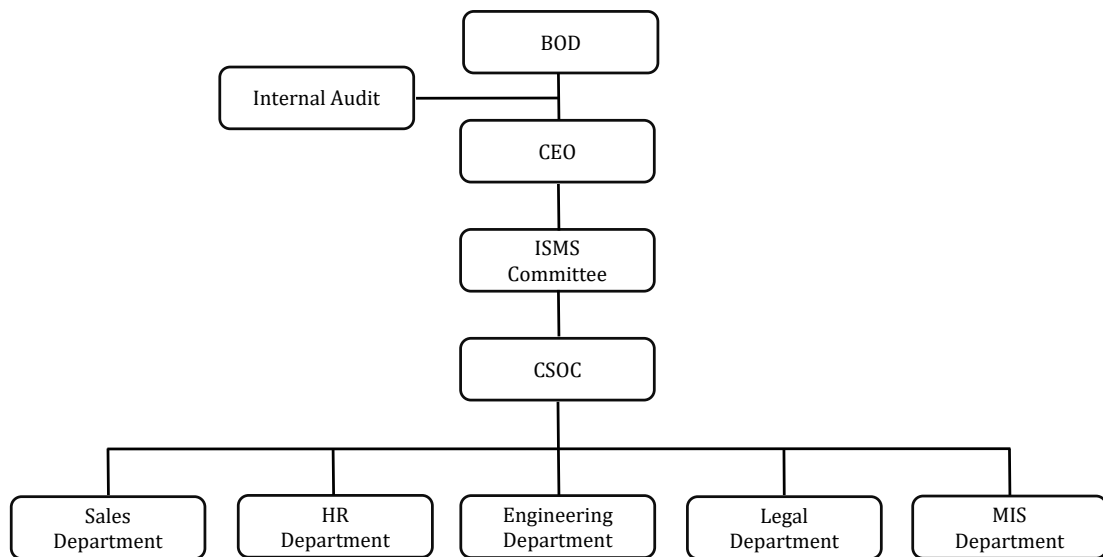 BOD
Internal Audit
CEO
ISMS
Committee
CSOC
Sales
Department
HR
Department
Engineering
Department
Legal
Department
MIS
Department